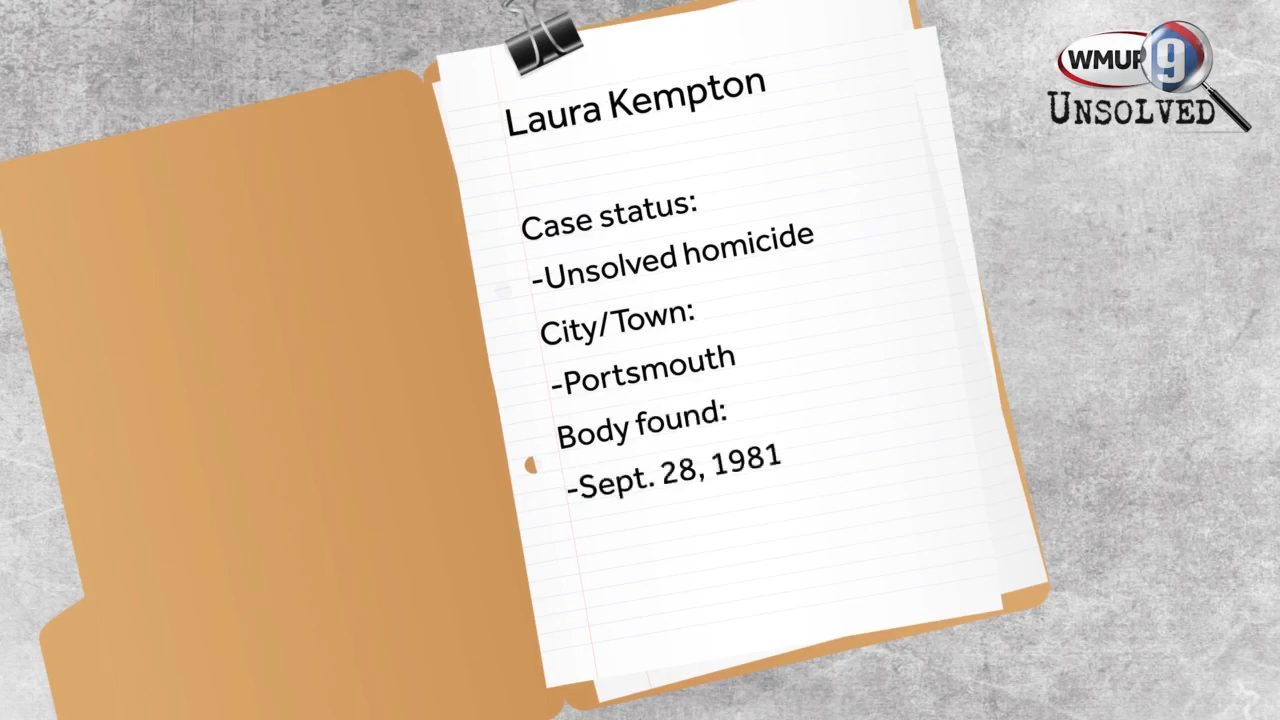 Laura Kempton
Case status:
-Unsolved homicide
City/Town:
-Portsmouth
Body found:
-Sept. 28, 1981
WMUR 9
UNSOLVED